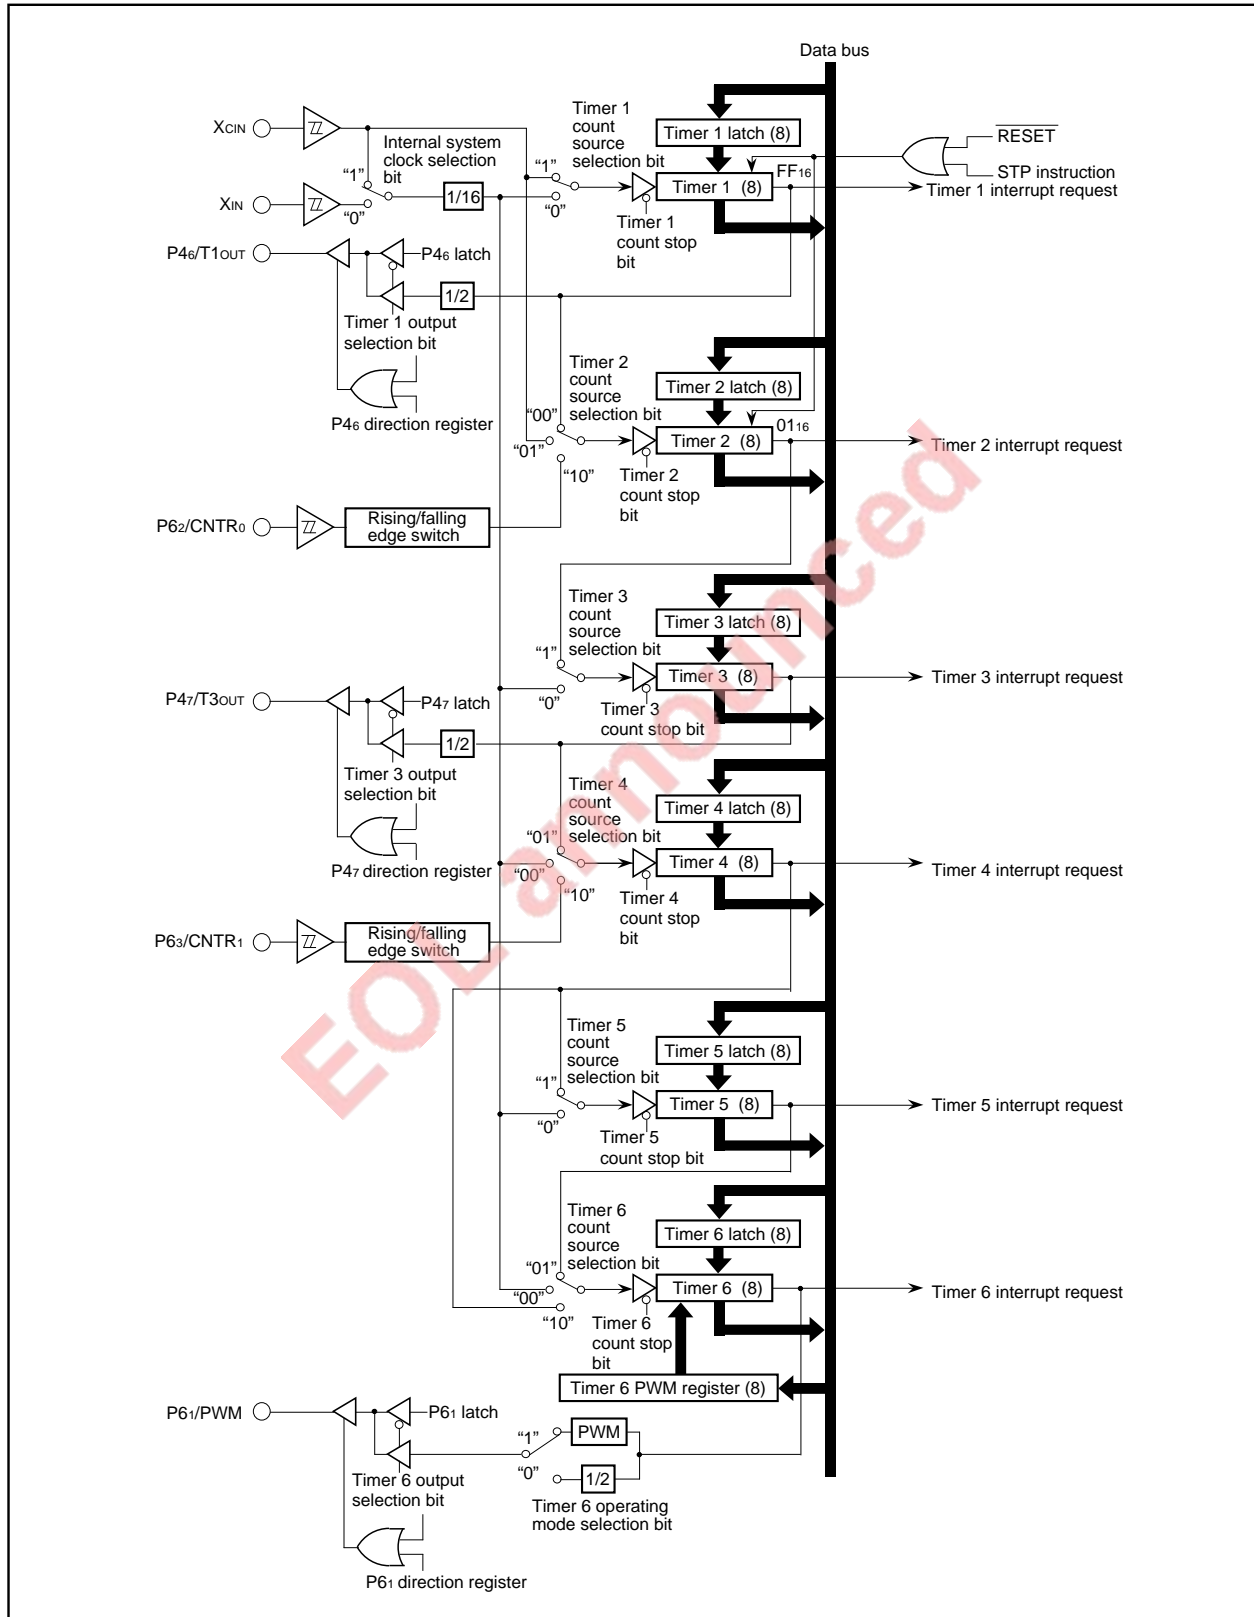 Data bus
XCIN
Timer 1
count
source
selection bit
Timer 1 latch (8)
RESET
Internal system
clock selection
bit
"1"
"1"
FF16
STP instruction
1/16
Timer 1 (8)
Timer 1 interrupt request
XIN
"0"
"0"
Timer 1
count stop
bit
P46/T1OUT
P46 latch
1/2
Timer 1 output
selection bit
P46 direction register
Timer 2
count
source
selection bit
Timer 2 latch (8)
"00"
0116
"01"
Timer 2 (8)
Timer 2 interrupt request
"10"
Timer 2
count stop
bit
P62/CNTR0
Rising/falling
edge switch
Timer 3
count
source
selection bit
Timer 3 latch (8)
"1"
Timer 3 (8)
Timer 3 interrupt request
"0"
Timer 3
count stop bit
P47/T3OUT
P47 latch
1/2
Timer 3 output
selection bit
P47 direction register
Timer 4
count
source
selection bit
Timer 4 latch (8)
"01"
"00"
Timer 4 (8)
Timer 4 interrupt request
"10"
Timer 4
count stop
bit
P63/CNTR1
Rising/falling
edge switch
Timer 5
count
source
selection bit
Timer 5 latch (8)
"1"
Timer 5 (8)
Timer 5 interrupt request
"0"
Timer 5
count stop bit
Timer 6
count
source
selection bit
Timer 6 latch (8)
"01"
"00"
Timer 6 (8)
Timer 6 interrupt request
"10"
Timer 6
count stop
bit
Timer 6 PWM register (8)
P61/PWM
P61 latch
"1"
PWM
"0"
1/2
Timer 6 output
selection bit
Timer 6 operating
mode selection bit
P61 direction register
EOL announced